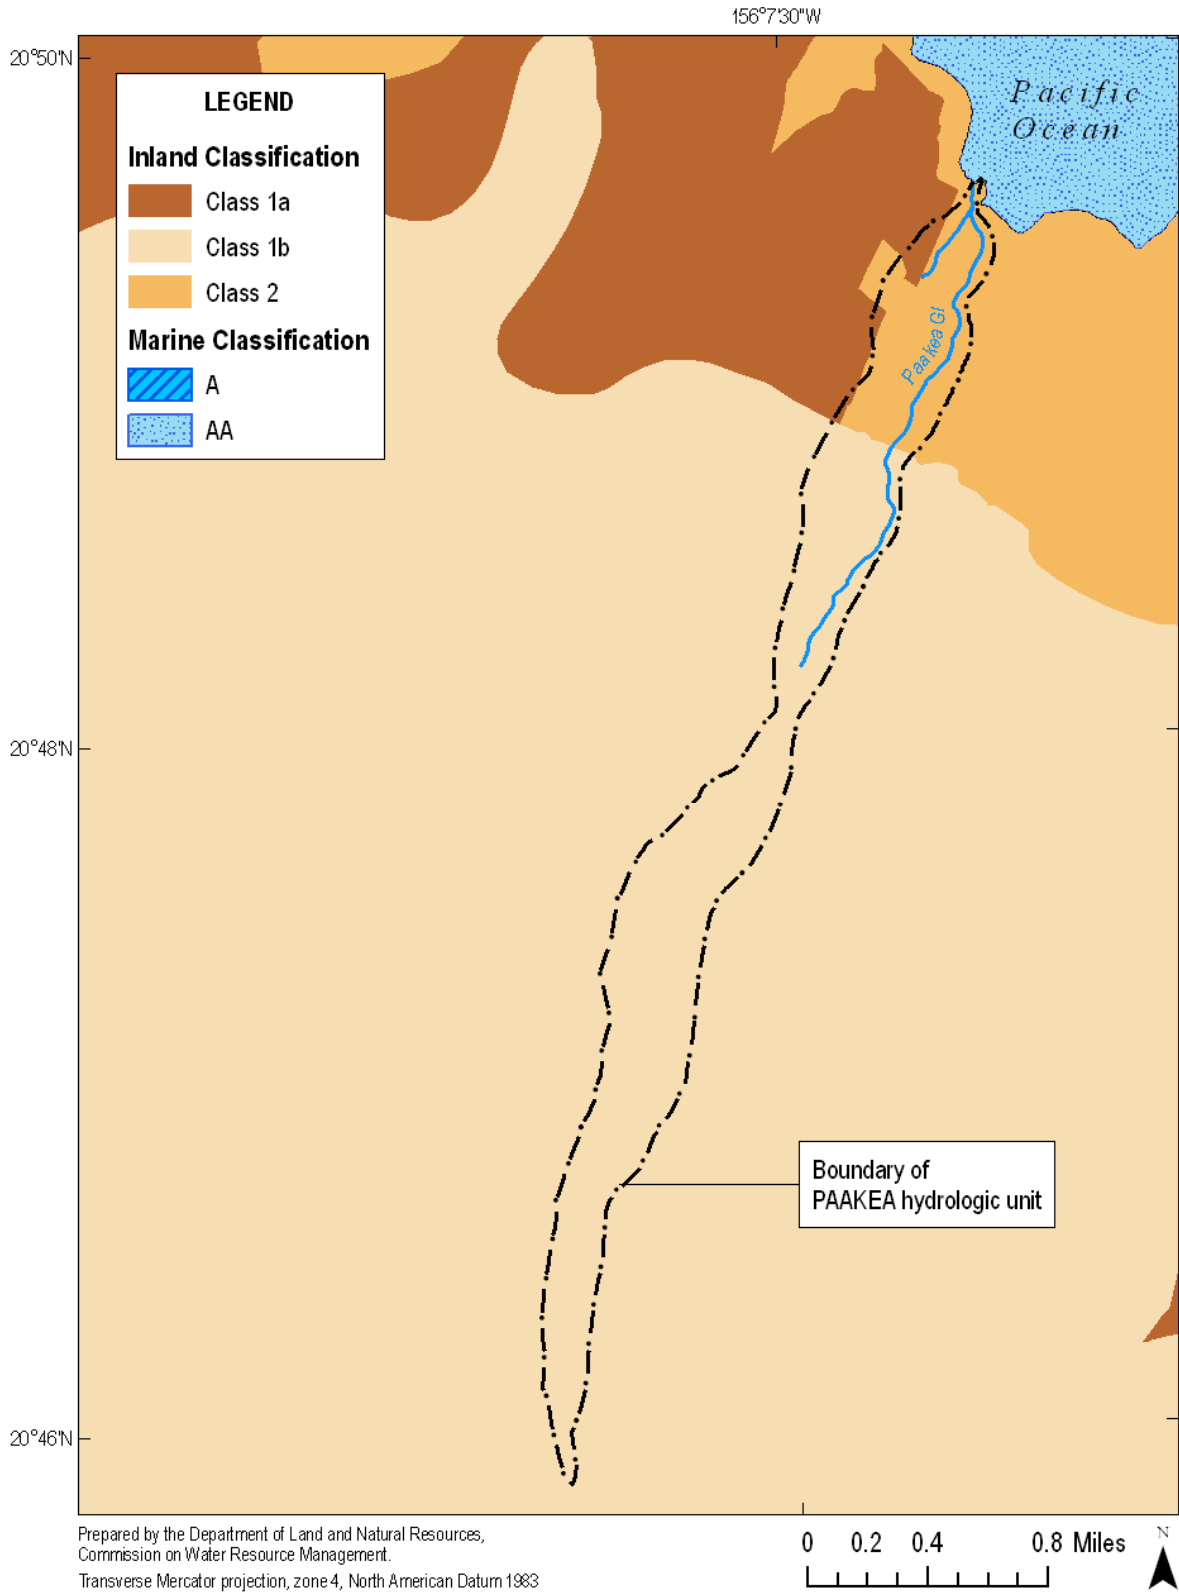 156°7'30"W
20°50'N
Pacific
Ocean
LEGEND
Inland Classification
Class 1a
Class 1b
Class 2
Marine Classification
A
AA
Paakea Gl
20°48'N
Boundary of
PAAKEA hydrologic unit
20°46'N
Prepared by the Department of Land and Natural Resources,
Commission on Water Resource Management.
Transverse Mercator projection, zone 4, North American Datum 1983
0 0.2 0.4 0.8 Miles
N